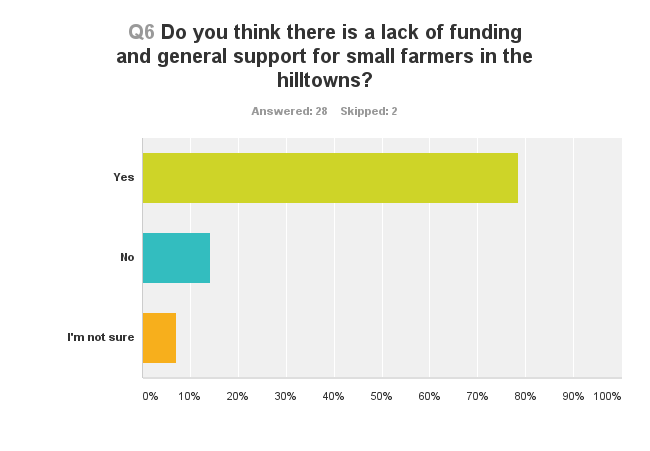 Q6 Do you think there is a lack of funding
and general support for small farmers in the
hilltowns?
Answered: 28 Skipped: 2
Yes
No
I'm not sure
0% 10% 20% 30% 40% 50% 60% 70% 80% 90% 100%